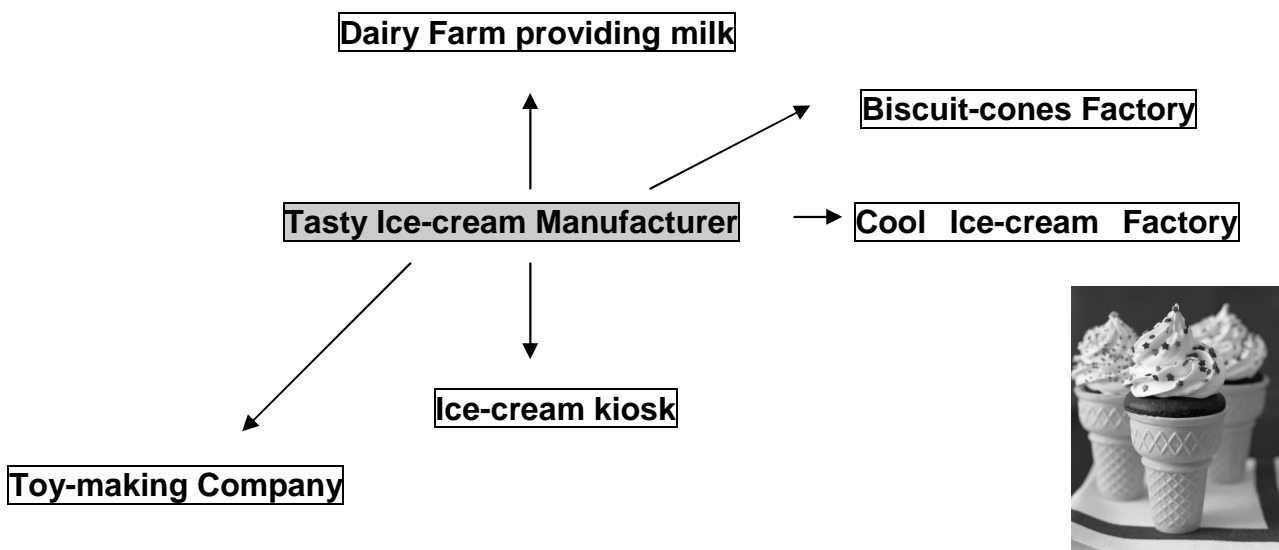 Dairy Farm providing milk
Biscuit-cones Factory
Tasty Ice-cream Manufacturer
Cool Ice-cream Factory
Ice-cream kiosk
Toy-making Company